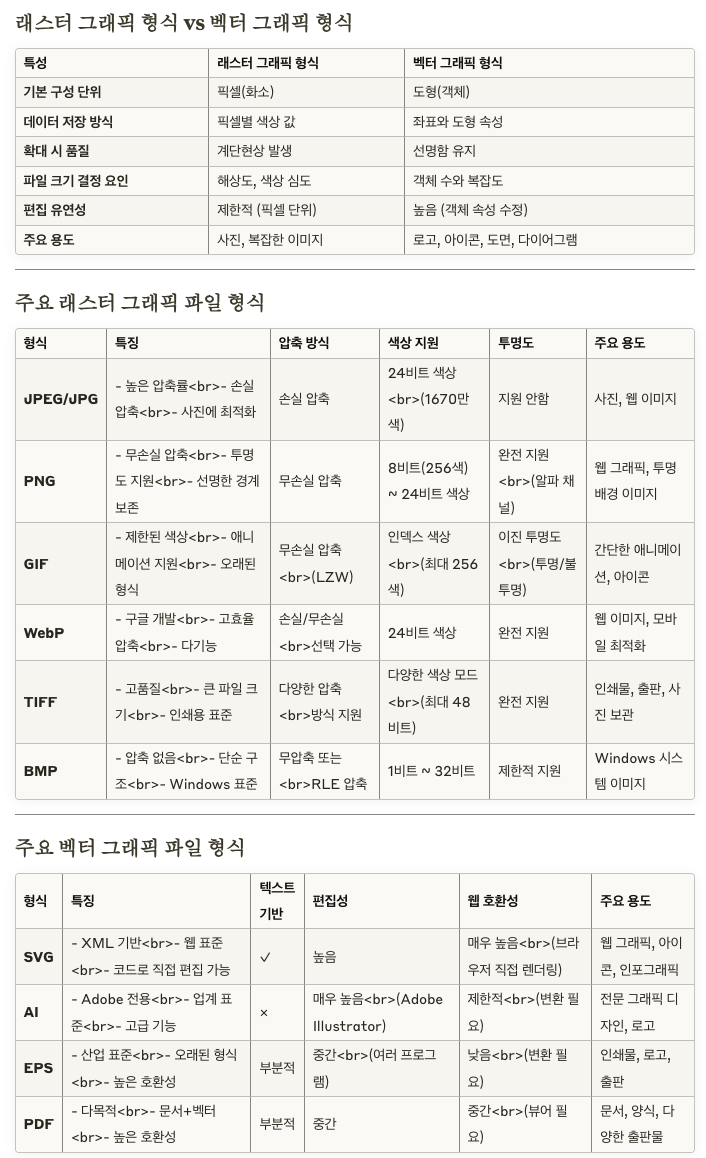 래스터 그래픽 형식 vs 벡터 그래픽 형식
특성 래스터 그래픽 형식 벡터 그래픽 형식
기본 구성 단위 픽셀(화소) 도형(객체)
데이터 저장 방식 픽셀별 색상 값 좌표와 도형 속성
확대 시 품질 계단현상 발생 선명함 유지
파일 크기 결정 요인 해상도, 색상 심도 객체 수와 복잡도
편집 유연성 제한적 (픽셀 단위) 높음 (객체 속성 수정)
주요 용도 사진, 복잡한 이미지 로고, 아이콘, 도면, 다이어그램
주요 래스터 그래픽 파일 형식
형식 특징 압축 방식 색상 지원 투명도 주요 용도
JPEG/JPG
- 높은 압축률<br>- 손실
압축<br>- 사진에 최적화
손실 압축
24비트 색상
<br>(1670만
색)
지원 안함
사진, 웹 이미지
PNG
- 무손실 압축<br>- 투명
도 지원<br>- 선명한 경계
보존
무손실 압축
8비트(256색)
~ 24비트 색상
완전 지원
<br>(알파 채
널)
웹 그래픽, 투명
배경 이미지
GIF
- 제한된 색상<br>- 애니
메이션 지원<br>- 오래된
형식
무손실 압축
<br>(LZW)
인덱스 색상
<br>(최대 256
색)
이진 투명도
<br>(투명/불
투명)
간단한 애니메이
션, 아이콘
WebP
- 구글 개발<br>- 고효율
압축<br>- 다기능
손실/무손실
<br>선택 가능
24비트 색상
완전 지원
웹 이미지, 모바
일 최적화
TIFF
- 고품질<br>- 큰 파일 크
기<br>- 인쇄용 표준
다양한 압축
<br>방식 지원
다양한 색상 모드
<br>(최대 48
비트)
완전 지원
인쇄물, 출판, 사
진 보관
BMP
- 압축 없음<br>- 단순 구
조<br>- Windows 표준
무압축 또는
<br>RLE 압축
1비트 ~ 32비트
제한적 지원
Windows 시스
템 이미지
주요 벡터 그래픽 파일 형식
형식
특징
텍스트
기반
편집성
웹 호환성
주요 용도
SVG
- XML 기반<br>- 웹 표준
<br>- 코드로 직접 편집 가능
✓
높음
매우 높음<br>(브라
우저 직접 렌더링)
웹 그래픽, 아이
콘, 인포그래픽
AI
- Adobe 전용<br>- 업계 표
준<br>- 고급 기능
×
매우 높음<br>(Adobe
Illustrator)
제한적<br>(변환 필
요)
전문 그래픽 디
자인, 로고
EPS
- 산업 표준<br>- 오래된 형식
<br>- 높은 호환성
부분적
중간<br>(여러 프로그
램)
낮음<br>(변환 필
요)
인쇄물, 로고,
출판
PDF
- 다목적<br>- 문서+벡터
<br>- 높은 호환성
부분적
중간
중간<br>(뷰어 필
요)
문서, 양식, 다
양한 출판물